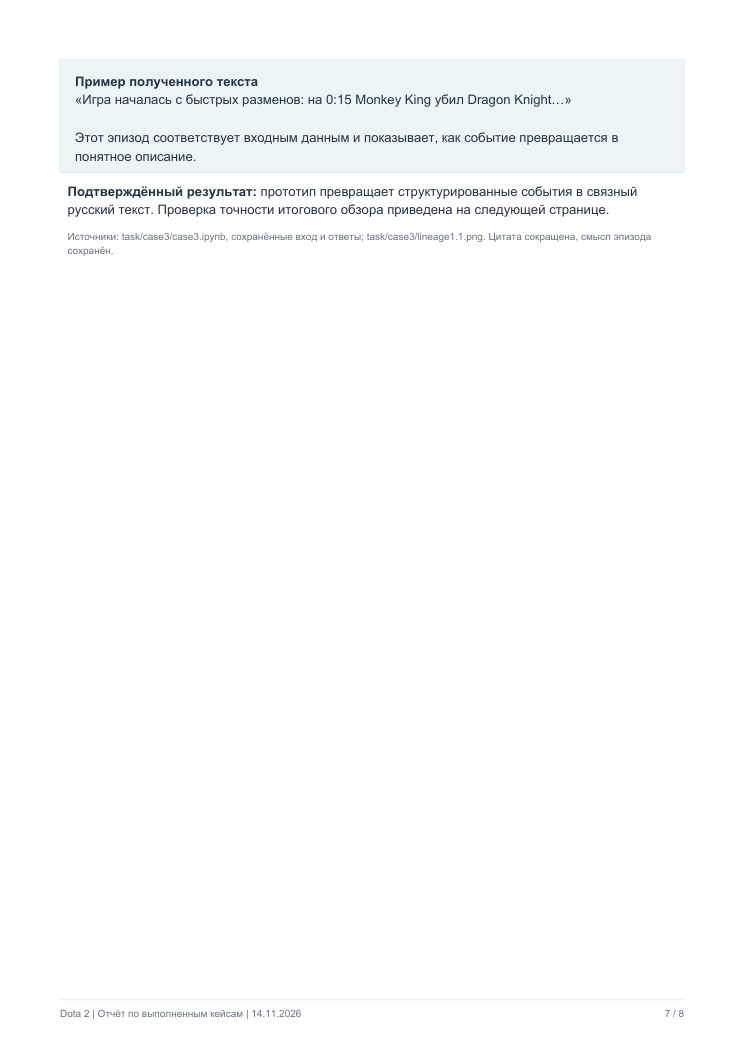 Пример полученного текста
«Игра началась с быстрых разменов: на 0:15 Monkey King убил Dragon Knight…»
Этот эпизод соответствует входным данным и показывает, как событие превращается в
понятное описание.
Подтверждённый результат: прототип превращает структурированные события в связный
русский текст. Проверка точности итогового обзора приведена на следующей странице.
Источники: task/case3/case3.ipynb, сохранённые вход и ответы; task/case3/lineage1.1.png. Цитата сокращена, смысл эпизода
сохранён.
Dota 2 | Отчёт по выполненным кейсам | 14.11.2026
7 / 8